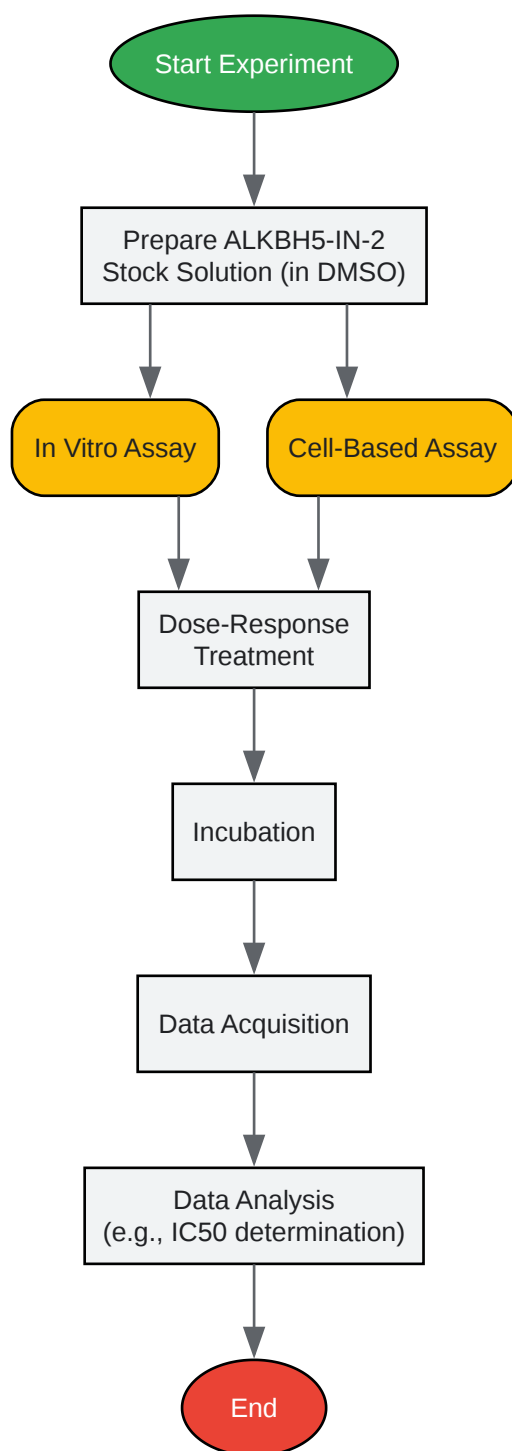 Start Experiment
Prepare ALKBH5-IN-2
Stock Solution (in DMSO)
In Vitro Assay
Cell-Based Assay
Dose-Response
Treatment
Incubation
Data Acquisition
Data Analysis
(e.g., IC50 determination)
End